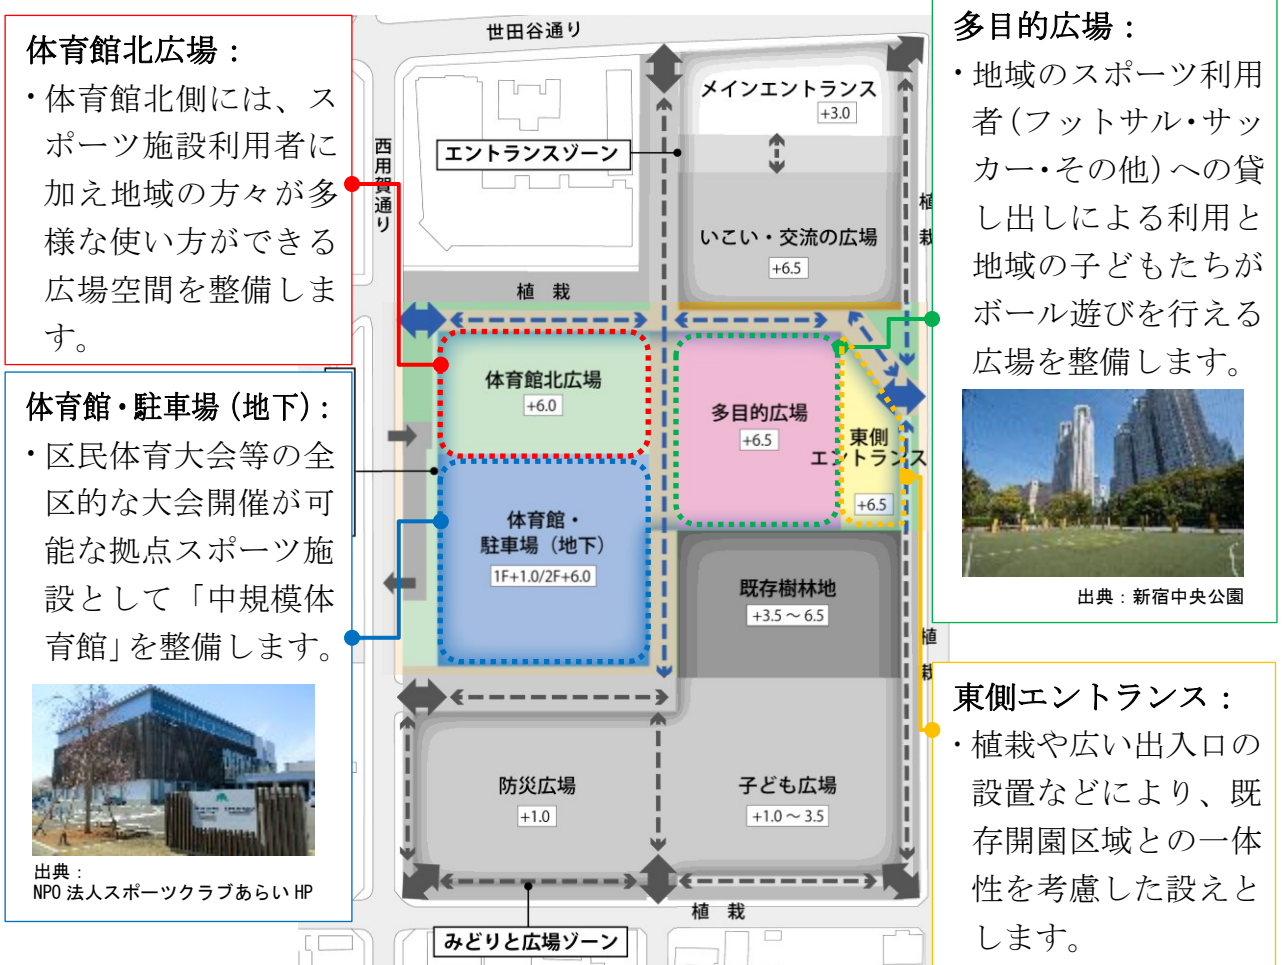 体育館北広場：
・体育館北側には、ス
ポーツ施設利用者に
加え地域の方々が多
様な使い方ができる
広場空間を整備しま
す。
体育館・駐車場（地下）：
・区民体育大会等の全
区的な大会開催が可
能な拠点スポーツ施
設として「中規模体
育館」を整備します。
出典：
NPO 法人スポーツクラブあらい HP
世田谷通り
西用賀通り
メインエントランス
+3.0
エントランスゾーン
いこい・交流の広場
+6.5
植栽
植栽
体育館北広場
+6.0
多目的広場
+6.5
東側
エントランス
+6.5
体育館・
駐車場（地下）
1F+1.0/2F+6.0
既存樹林地
+3.5～6.5
植栽
防災広場
+1.0
子ども広場
+1.0～3.5
植栽
みどりと広場ゾーン
多目的広場：
・地域のスポーツ利用
者（フットサル・サッ
カー・その他）への貸
し出しによる利用と
地域の子どもたちが
ボール遊びを行える
広場を整備します。
出典：新宿中央公園
東側エントランス：
・植栽や広い出入口の
設置などにより、既
存開園区域との一体
性を考慮した設えと
します。